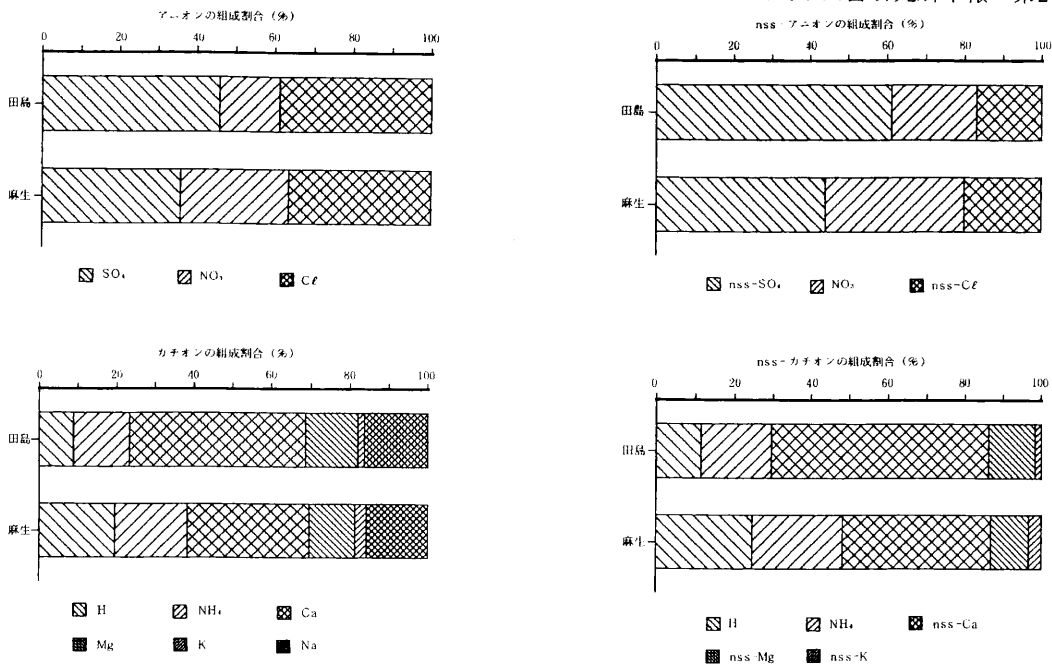 アニオンの組成割合 (%)
0 20 40 60 80 100
田島
麻生
SO₄ NO₃ Cℓ
nss-アニオンの組成割合 (%)
0 20 40 60 80 100
田島
麻生
nss-SO₄ NO₃ nss-Cℓ
カチオンの組成割合 (%)
0 20 40 60 80 100
田島
麻生
H NH₄ Ca
Mg K Na
nss-カチオンの組成割合 (%)
0 20 40 60 80 100
田島
麻生
H NH₄ nss-Ca
nss-Mg nss-K